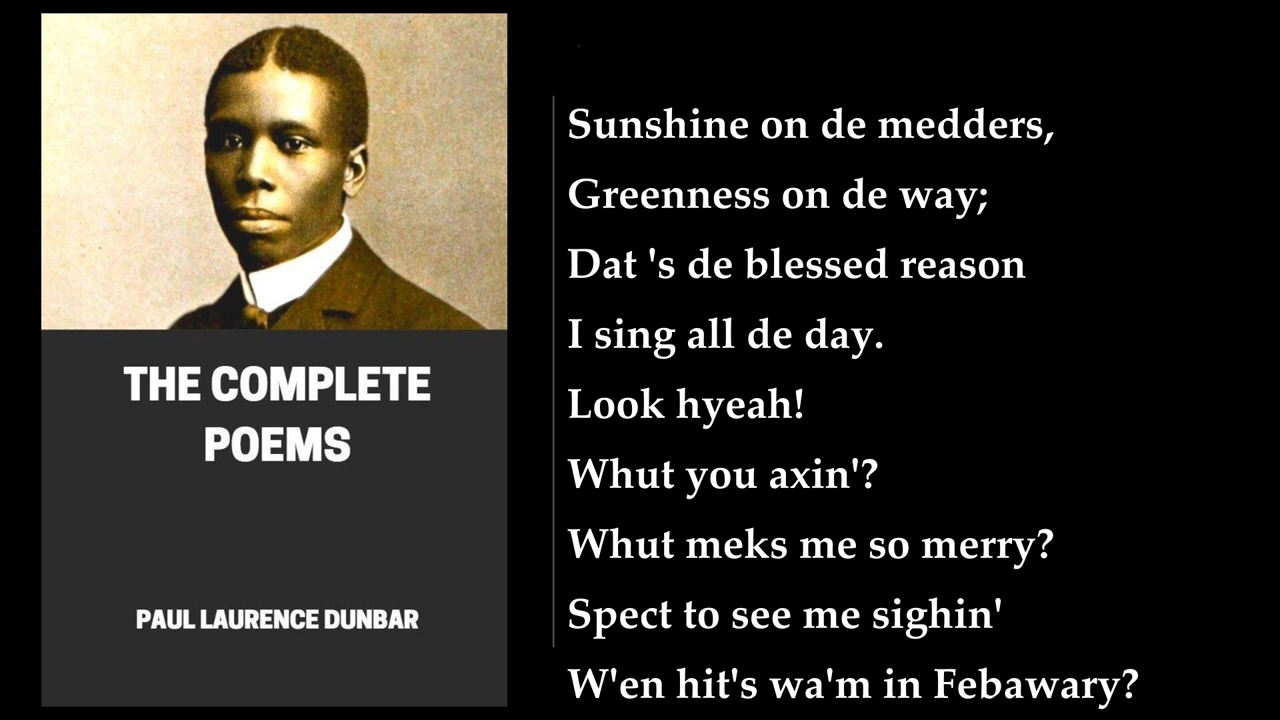 THE COMPLETE
POEMS
PAUL LAURENCE DUNBAR
Sunshine on de medders,
Greenness on de way;
Dat 's de blessed reason
I sing all de day.
Look hyeah!
Whut you axin'?
Whut meks me so merry?
Spect to see me sighin'
W'en hit's wa'm in Febawary?